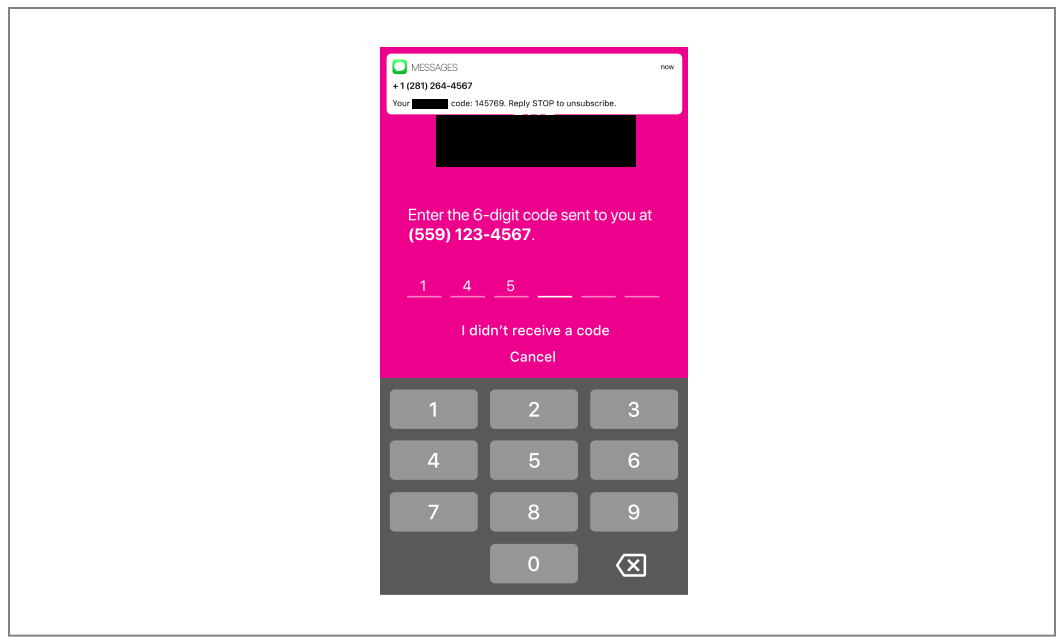 MESSAGES now
+ 1 (281) 264-4567
Your code: 145769. Reply STOP to unsubscribe.
Enter the 6-digit code sent to you at
(559) 123-4567.
1 4 5
I didn't receive a code
Cancel
1 2 3
4 5 6
7 8 9
0